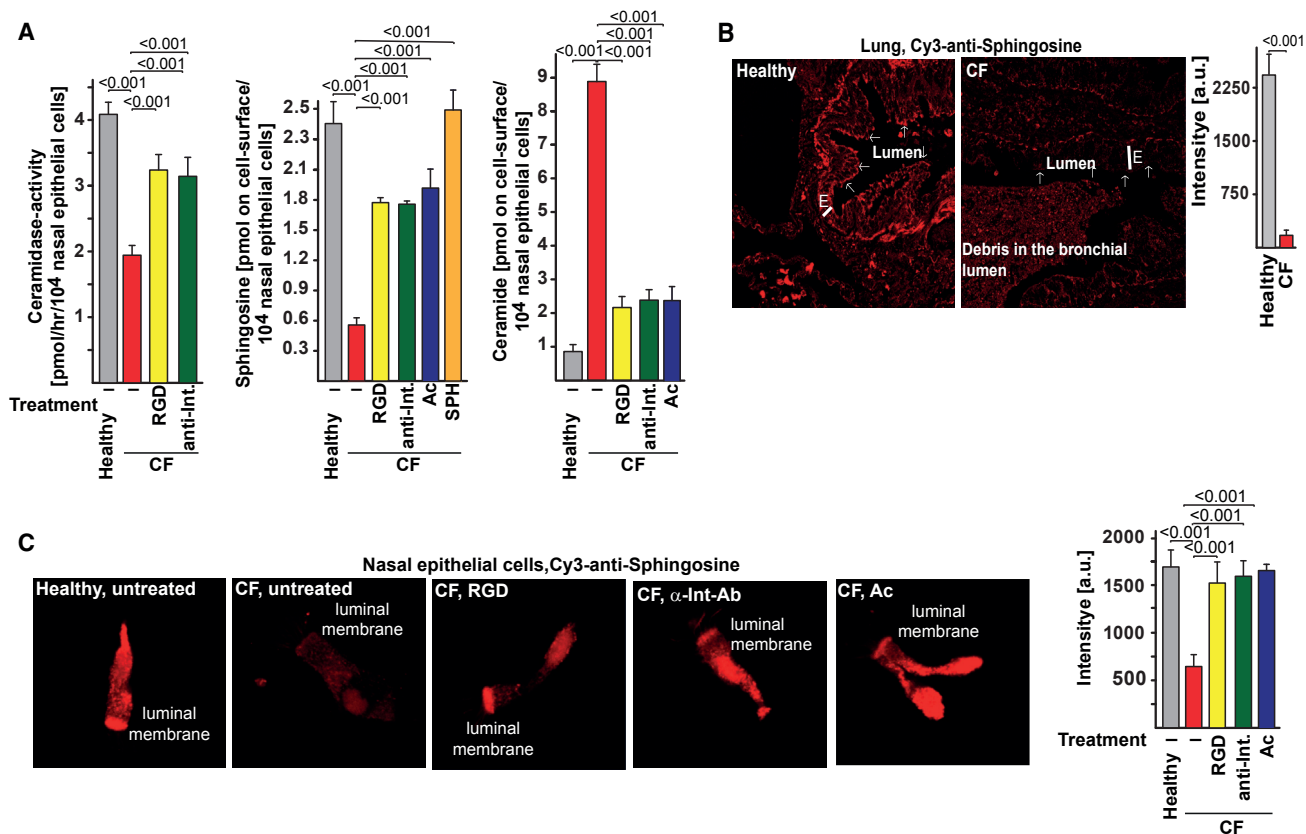 A
Ceramidase-activity
[pmol/hr/10⁴ nasal epithelial cells]
4
3
2
1
<0.001
<0.001
<0.001
<0.001
Treatment
–
–
RGD
anti-Int.
Healthy
CF
Sphingosine [pmol on cell-surface/
10⁴ nasal epithelial cells]
2.5
2.3
2.1
1.8
1.5
1.2
0.9
0.6
0.3
<0.001
<0.001
<0.001
<0.001
<0.001
–
–
RGD
anti-Int.
Ac
SPH
Healthy
CF
Ceramide [pmol on cell-surface/
10⁴ nasal epithelial cells]
9
8
7
6
5
4
3
2
1
<0.001
<0.001
<0.001
<0.001
–
–
RGD
anti-Int.
Ac
Healthy
CF
B
Lung, Cy3-anti-Sphingosine
Healthy
Lumen
E
CF
Lumen
E
Debris in the bronchial
lumen
Intensitye [a.u.]
2250
1500
750
<0.001
Healthy
CF
C
Nasal epithelial cells,Cy3-anti-Sphingosine
Healthy, untreated
luminal
membrane
CF, untreated
luminal
membrane
CF, RGD
luminal
membrane
CF, α-Int-Ab
luminal
membrane
CF, Ac
luminal
membrane
Intensitye [a.u.]
2000
1750
1500
1000
500
<0.001
<0.001
<0.001
<0.001
Treatment
–
–
RGD
anti-Int.
Ac
Healthy
CF